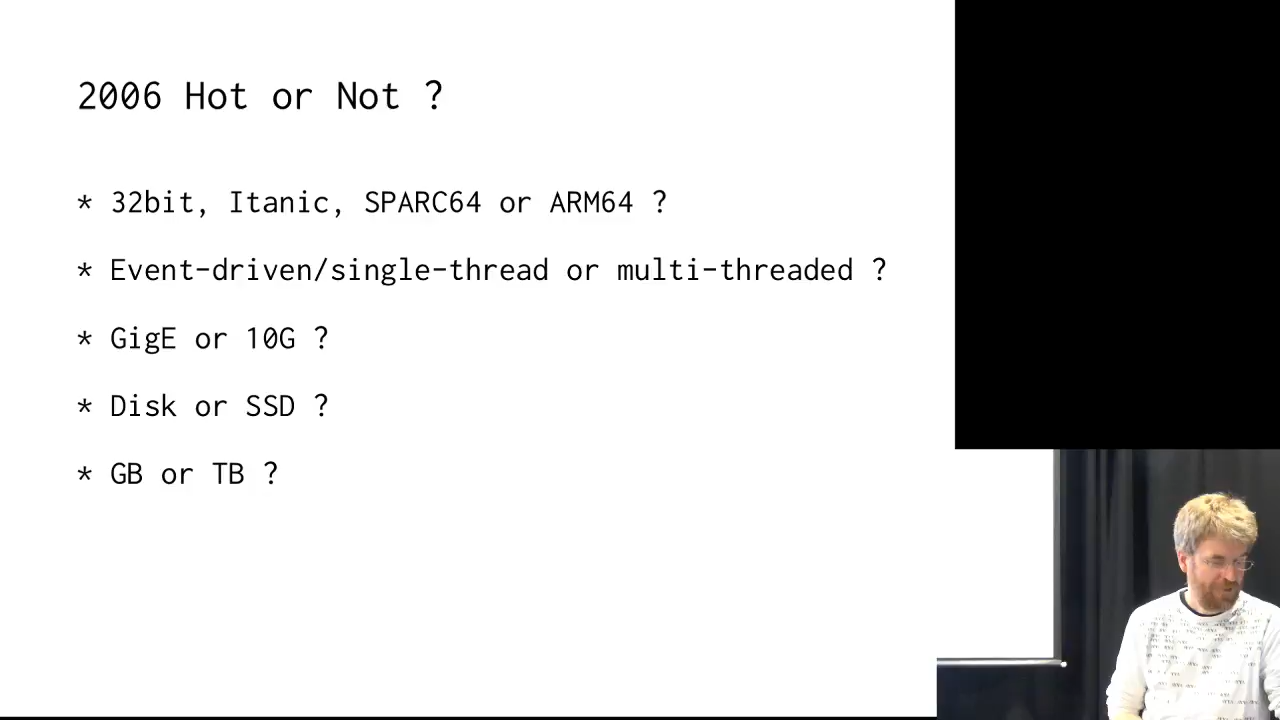 2006 Hot or Not ?
* 32bit, Itanic, SPARC64 or ARM64 ?
* Event-driven/single-thread or multi-threaded ?
* GigE or 10G ?
* Disk or SSD ?
* GB or TB ?